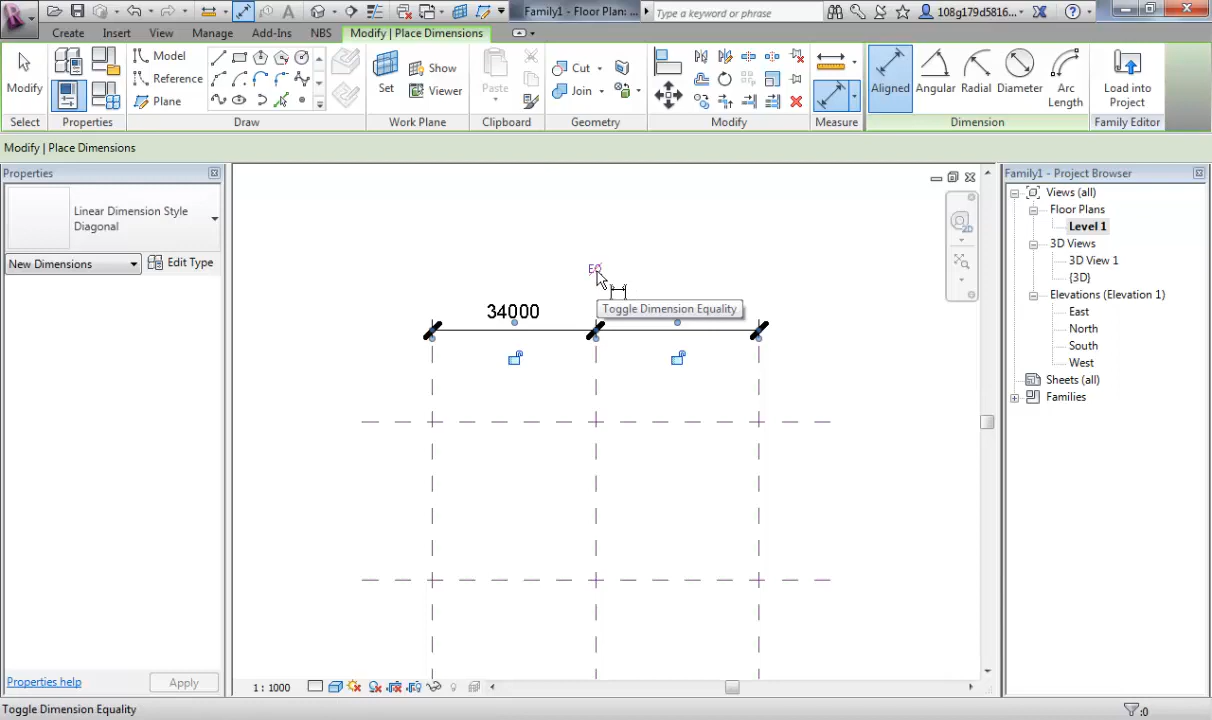 Family1 - Floor Plan: ...
Type a keyword or phrase
108g179d5816...
Create
Insert
View
Manage
Add-Ins
NBS
Modify | Place Dimensions
Modify
Model
Reference
Plane
Set
Show
Viewer
Paste
Cut
Join
Aligned
Angular
Radial
Diameter
Arc
Length
Load into
Project
Select
Properties
Draw
Work Plane
Clipboard
Geometry
Modify
Measure
Dimension
Family Editor
Modify | Place Dimensions
Properties
Linear Dimension Style
Diagonal
New Dimensions
Edit Type
EQ
34000
Toggle Dimension Equality
Family1 - Project Browser
Views (all)
Floor Plans
Level 1
3D Views
3D View 1
{3D}
Elevations (Elevation 1)
East
North
South
West
Sheets (all)
Families
Properties help
Apply
1 : 1000
Toggle Dimension Equality
:0